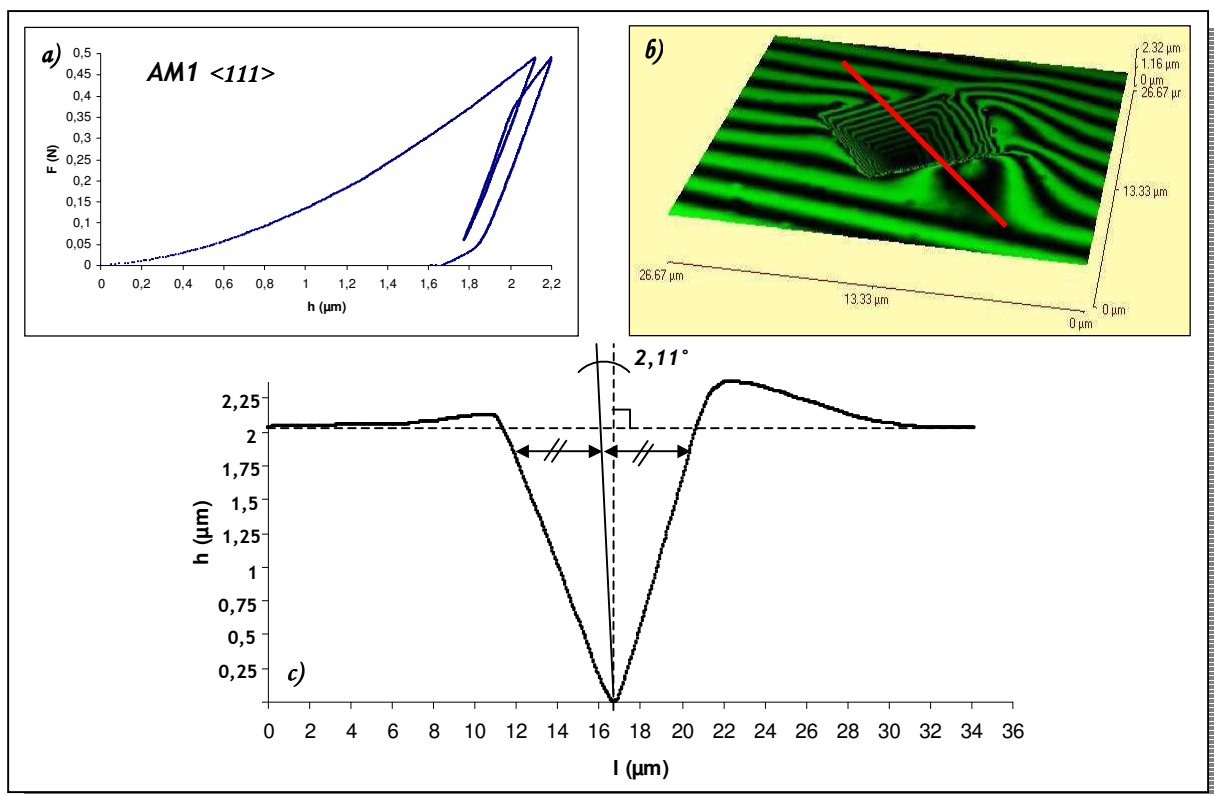 a)
AM1 <111>
F (N)
0,5
0,45
0,4
0,35
0,3
0,25
0,2
0,15
0,1
0,05
0
0 0,2 0,4 0,6 0,8 1 1,2 1,4 1,6 1,8 2 2,2
h (µm)
б)
2.32 µm
1.16 µm
0 µm
26.67 µr
13.33 µm
0 µm
26.67 µm
13.33 µm
0 µm
2,11°
h (µm)
2,25
2
1,75
1,5
1,25
1
0,75
0,5
0,25
c)
0 2 4 6 8 10 12 14 16 18 20 22 24 26 28 30 32 34 36
l (µm)